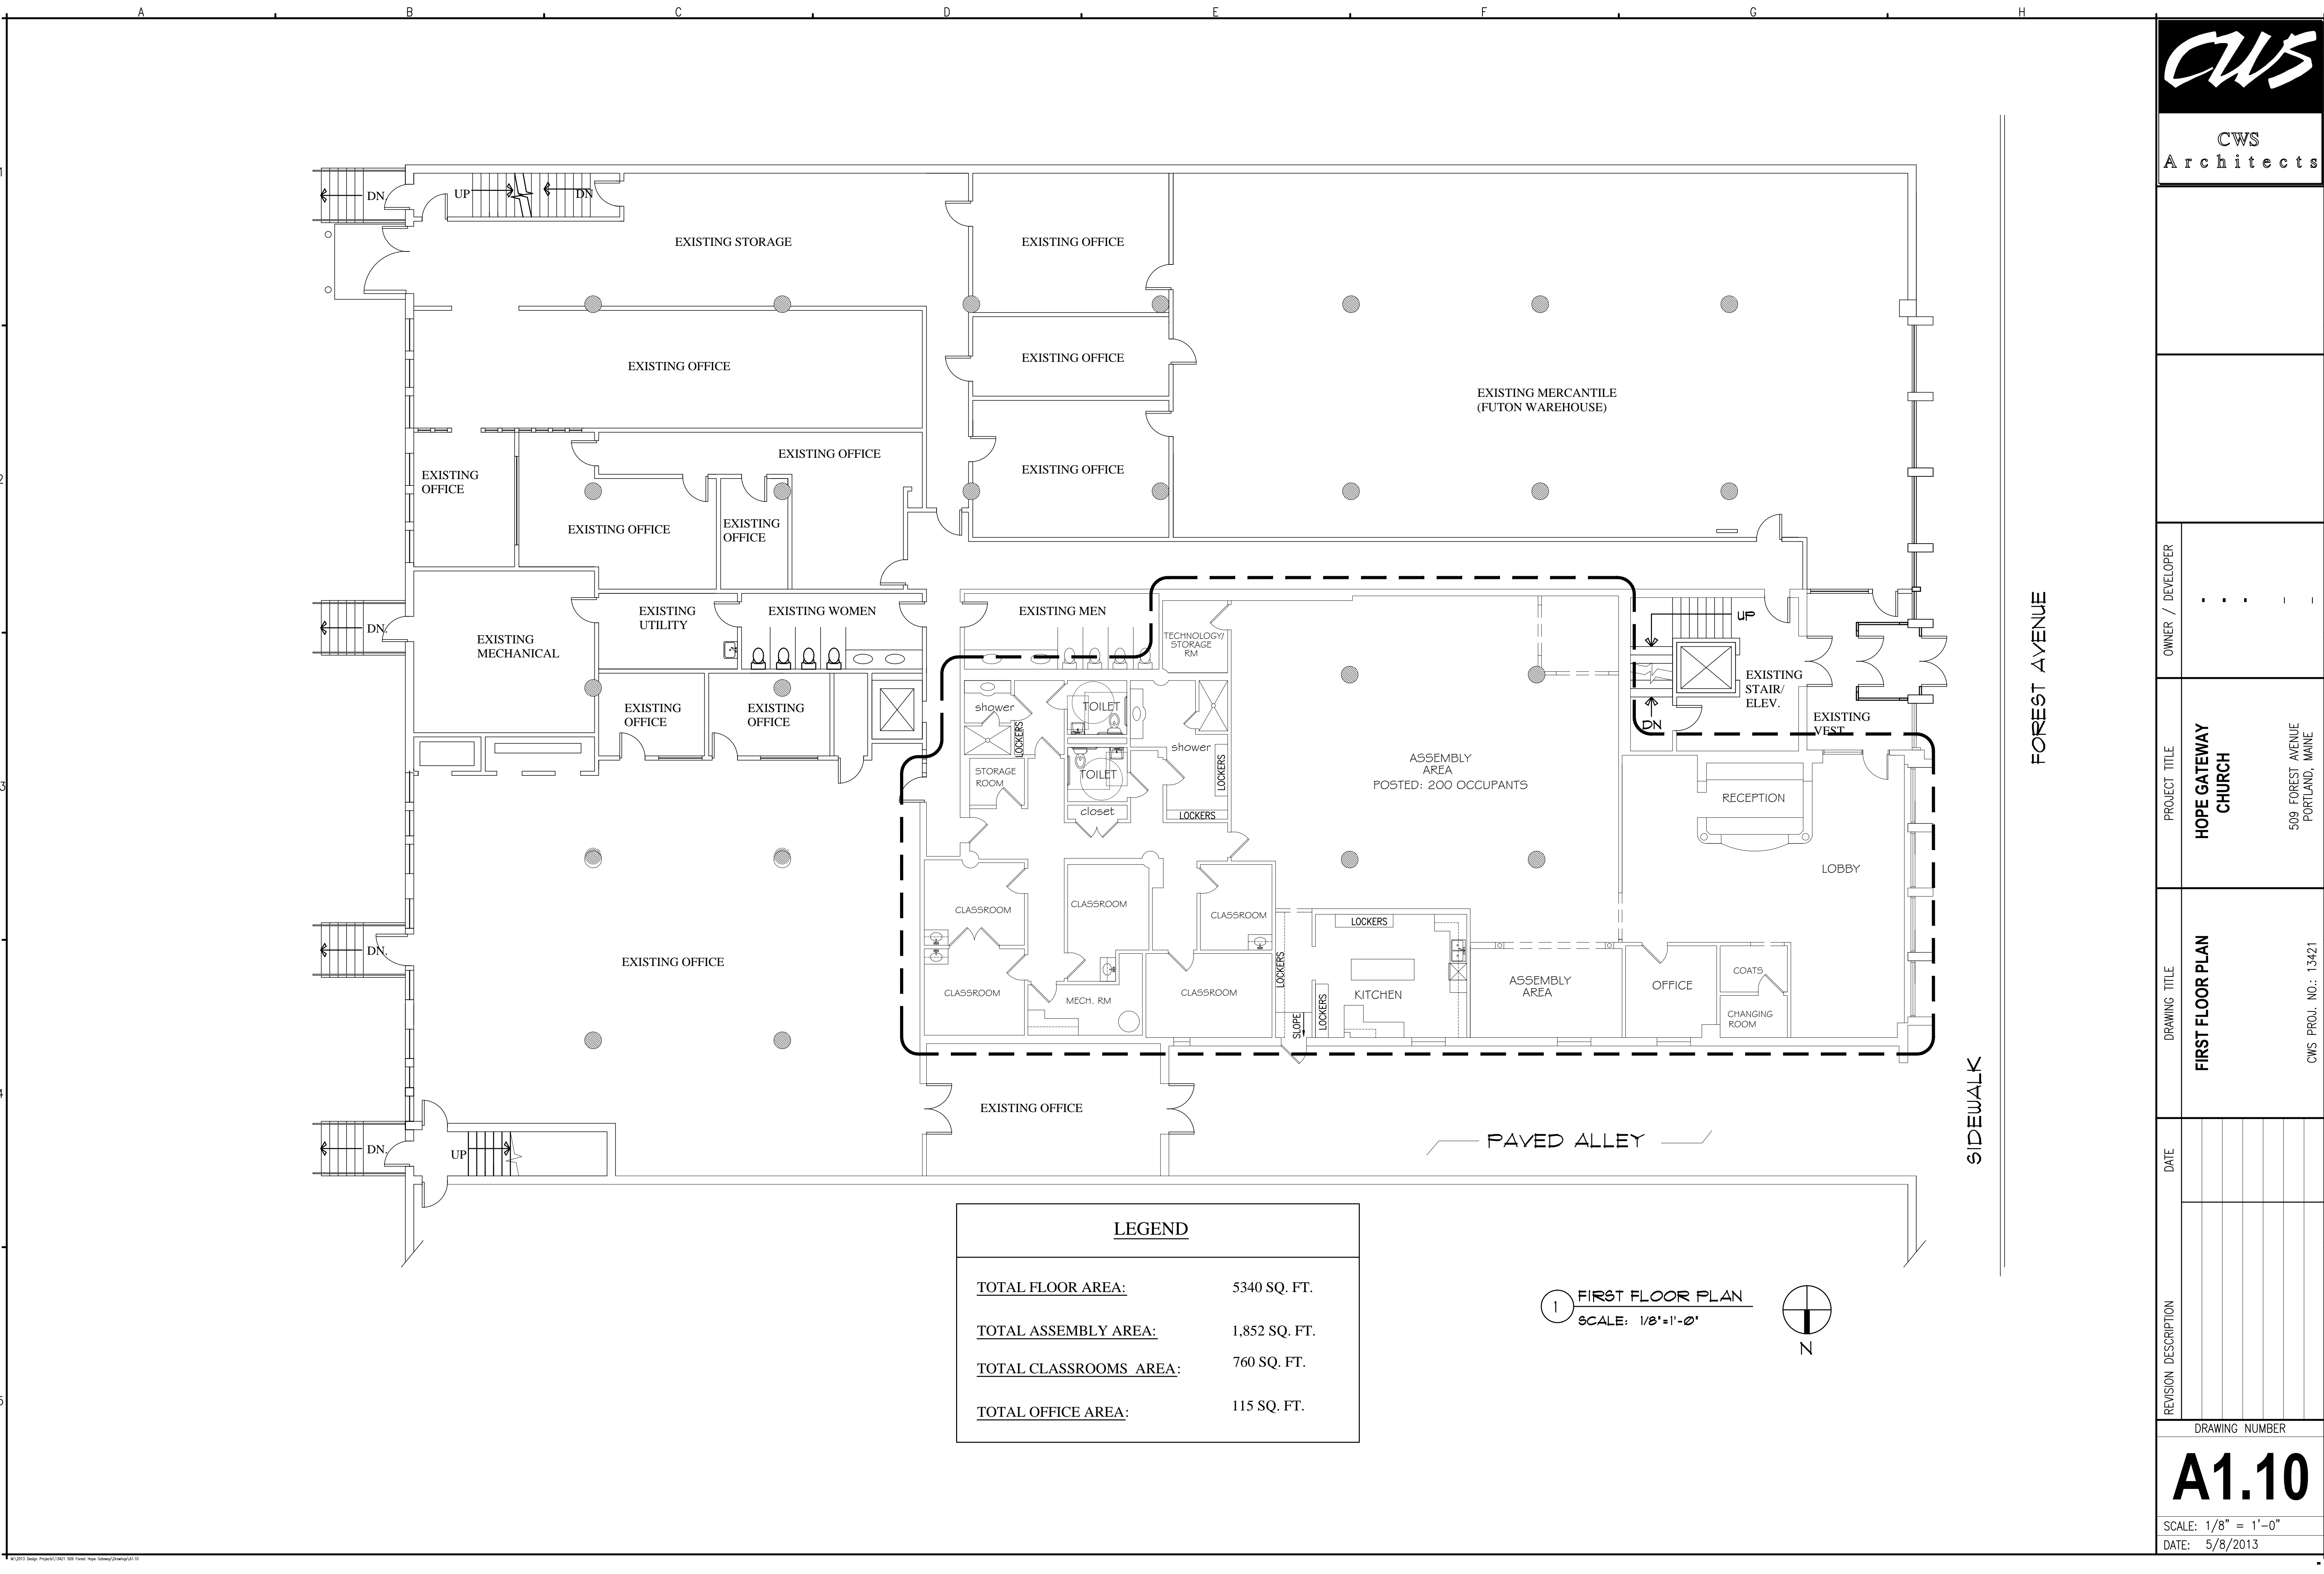 A
B
C
D
E
F
G
H
1
2
3
4
5
CWS
CWS
Architects
DN.
UP
DN
EXISTING STORAGE
EXISTING OFFICE
EXISTING OFFICE
EXISTING OFFICE
EXISTING MERCANTILE
(FUTON WAREHOUSE)
EXISTING OFFICE
EXISTING
OFFICE
EXISTING OFFICE
EXISTING OFFICE
EXISTING
OFFICE
EXISTING OFFICE
DN.
EXISTING
MECHANICAL
EXISTING
UTILITY
EXISTING WOMEN
EXISTING MEN
EXISTING
OFFICE
EXISTING
OFFICE
TECHNOLOGY/
STORAGE
RM
UP
EXISTING
STAIR/
ELEV.
DN
EXISTING
VEST.
shower
LOCKERS
TOILET
TOILET
shower
LOCKERS
STORAGE
ROOM
closet
LOCKERS
ASSEMBLY
AREA
POSTED: 200 OCCUPANTS
RECEPTION
LOBBY
CLASSROOM
CLASSROOM
CLASSROOM
CLASSROOM
MECH. RM
CLASSROOM
LOCKERS
SLOPE
LOCKERS
LOCKERS
KITCHEN
ASSEMBLY
AREA
OFFICE
COATS
CHANGING
ROOM
DN.
EXISTING OFFICE
EXISTING OFFICE
DN.
UP
PAVED ALLEY
SIDEWALK
FOREST AVENUE
LEGEND
TOTAL FLOOR AREA: 5340 SQ. FT.
TOTAL ASSEMBLY AREA: 1,852 SQ. FT.
TOTAL CLASSROOMS AREA: 760 SQ. FT.
TOTAL OFFICE AREA: 115 SQ. FT.
1
FIRST FLOOR PLAN
SCALE: 1/8"=1'-0"
N
OWNER / DEVELOPER
PROJECT TITLE
HOPE GATEWAY
CHURCH
509 FOREST AVENUE
PORTLAND, MAINE
DRAWING TITLE
FIRST FLOOR PLAN
CWS PROJ. NO.: 13421
DATE
REVISION DESCRIPTION
DRAWING NUMBER
A1.10
SCALE: 1/8" = 1'-0"
DATE: 5/8/2013